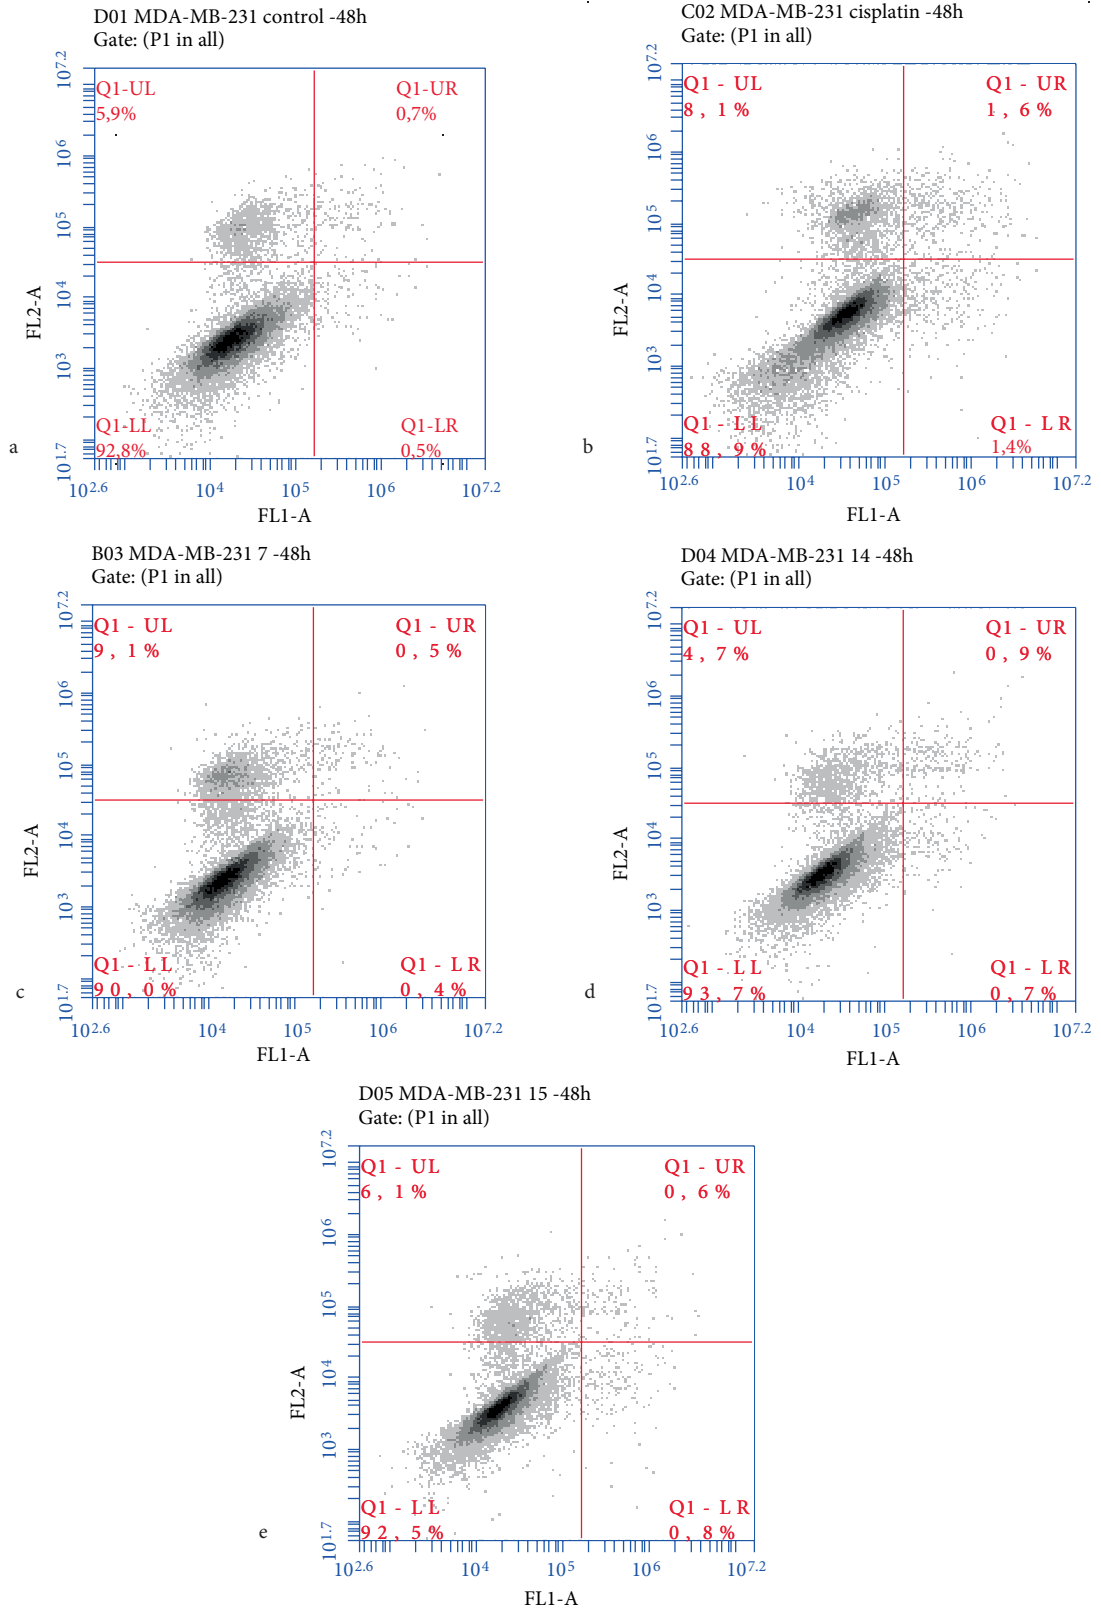 D01 MDA-MB-231 control -48h
Gate: (P1 in all)
Q1-UL
5,9%
Q1-UR
0,7%
Q1-LL
92,8%
Q1-LR
0,5%
10^7.2
10^6
10^5
10^4
10^3
10^1.7
FL2-A
10^2.6
10^4
10^5
10^6
10^7.2
FL1-A
a
C02 MDA-MB-231 cisplatin -48h
Gate: (P1 in all)
Q1 - UL
8 , 1 %
Q1 - UR
1 , 6 %
Q1 - LL
88 , 9 %
Q1 - LR
1,4%
10^7.2
10^6
10^5
10^4
10^3
10^1.7
FL2-A
10^2.6
10^4
10^5
10^6
10^7.2
FL1-A
b
B03 MDA-MB-231 7 -48h
Gate: (P1 in all)
Q1 - UL
9 , 1 %
Q1 - UR
0 , 5 %
Q1 - LL
90 , 0 %
Q1 - LR
0 , 4 %
10^7.2
10^6
10^5
10^4
10^3
10^1.7
FL2-A
10^2.6
10^4
10^5
10^6
10^7.2
FL1-A
c
D04 MDA-MB-231 14 -48h
Gate: (P1 in all)
Q1 - UL
4 , 7 %
Q1 - UR
0 , 9 %
Q1 - LL
93 , 7 %
Q1 - LR
0 , 7 %
10^7.2
10^6
10^5
10^4
10^3
10^1.7
FL2-A
10^2.6
10^4
10^5
10^6
10^7.2
FL1-A
d
D05 MDA-MB-231 15 -48h
Gate: (P1 in all)
Q1 - UL
6 , 1 %
Q1 - UR
0 , 6 %
Q1 - LL
92 , 5 %
Q1 - LR
0 , 8 %
10^7.2
10^6
10^5
10^4
10^3
10^1.7
FL2-A
10^2.6
10^4
10^5
10^6
10^7.2
FL1-A
e